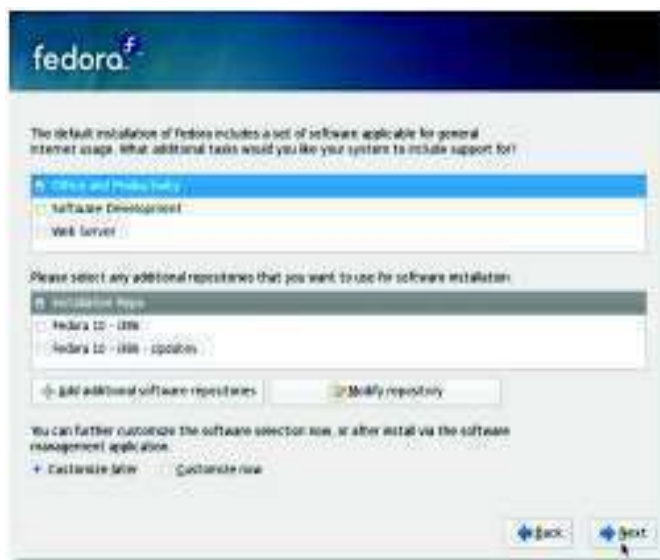 fedora
The default installation of Fedora includes a set of software applicable for general
internet usage. What additional tasks would you like your system to include support for?
Office and Productivity
Software Development
Web Server
Please select any additional repositories that you want to use for software installation.
Installation Repo
Fedora 10 - i386
Fedora 10 - i386 - Updates
Add additional software repositories
Modify repository
You can further customize the software selection now, or after install via the software
management application.
Customize later Customize now
Back Next